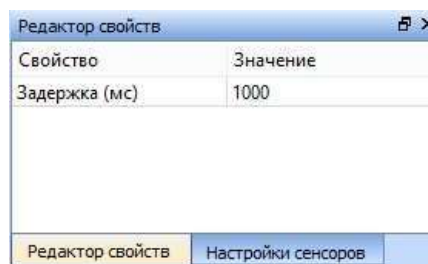 Редактор свойств
Свойство Значение
Задержка (мс) 1000
Редактор свойств Настройки сенсоров